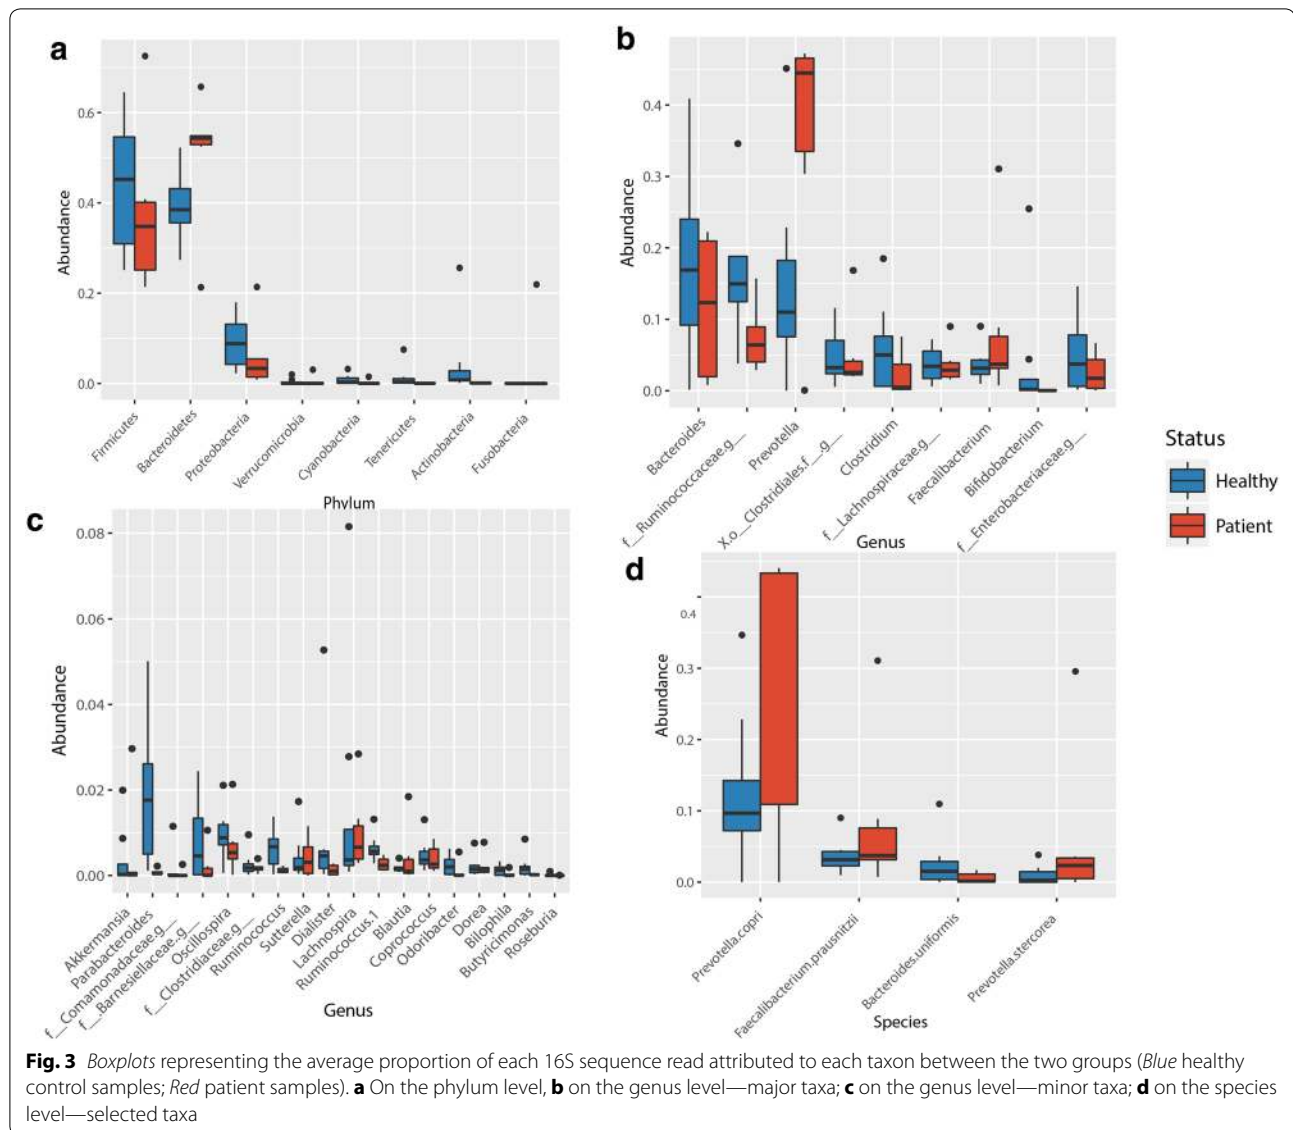 a
0.6
0.4
0.2
0.0
Abundance
Firmicutes
Bacteroidetes
Proteobacteria
Verrucomicrobia
Cyanobacteria
Tenericutes
Actinobacteria
Fusobacteria
Phylum
b
0.4
0.3
0.2
0.1
0.0
Abundance
Bacteroides
f__Ruminococcaceae.g__
Prevotella
X.o__Clostridiales.f__.g__
Clostridium
f__Lachnospiraceae.g__
Faecalibacterium
Bifidobacterium
f__Enterobacteriaceae.g__
Genus
Status
Healthy
Patient
c
0.08
0.06
0.04
0.02
0.00
Abundance
Akkermansia
Parabacteroides
f__Comamonadaceae.g__
f__.Barnesiellaceae..g__
Oscillospira
f__Clostridiaceae.g__
Ruminococcus
Sutterella
Dialister
Lachnospira
Ruminococcus.1
Blautia
Coprococcus
Odoribacter
Dorea
Bilophila
Butyricimonas
Roseburia
Genus
d
0.4
0.3
0.2
0.1
0.0
Abundance
Prevotella.copri
Faecalibacterium.prausnitzii
Bacteroides.uniformis
Prevotella.stercorea
Species
Fig. 3 Boxplots representing the average proportion of each 16S sequence read attributed to each taxon between the two groups (Blue healthy
control samples; Red patient samples). a On the phylum level, b on the genus level—major taxa; c on the genus level—minor taxa; d on the species
level—selected taxa